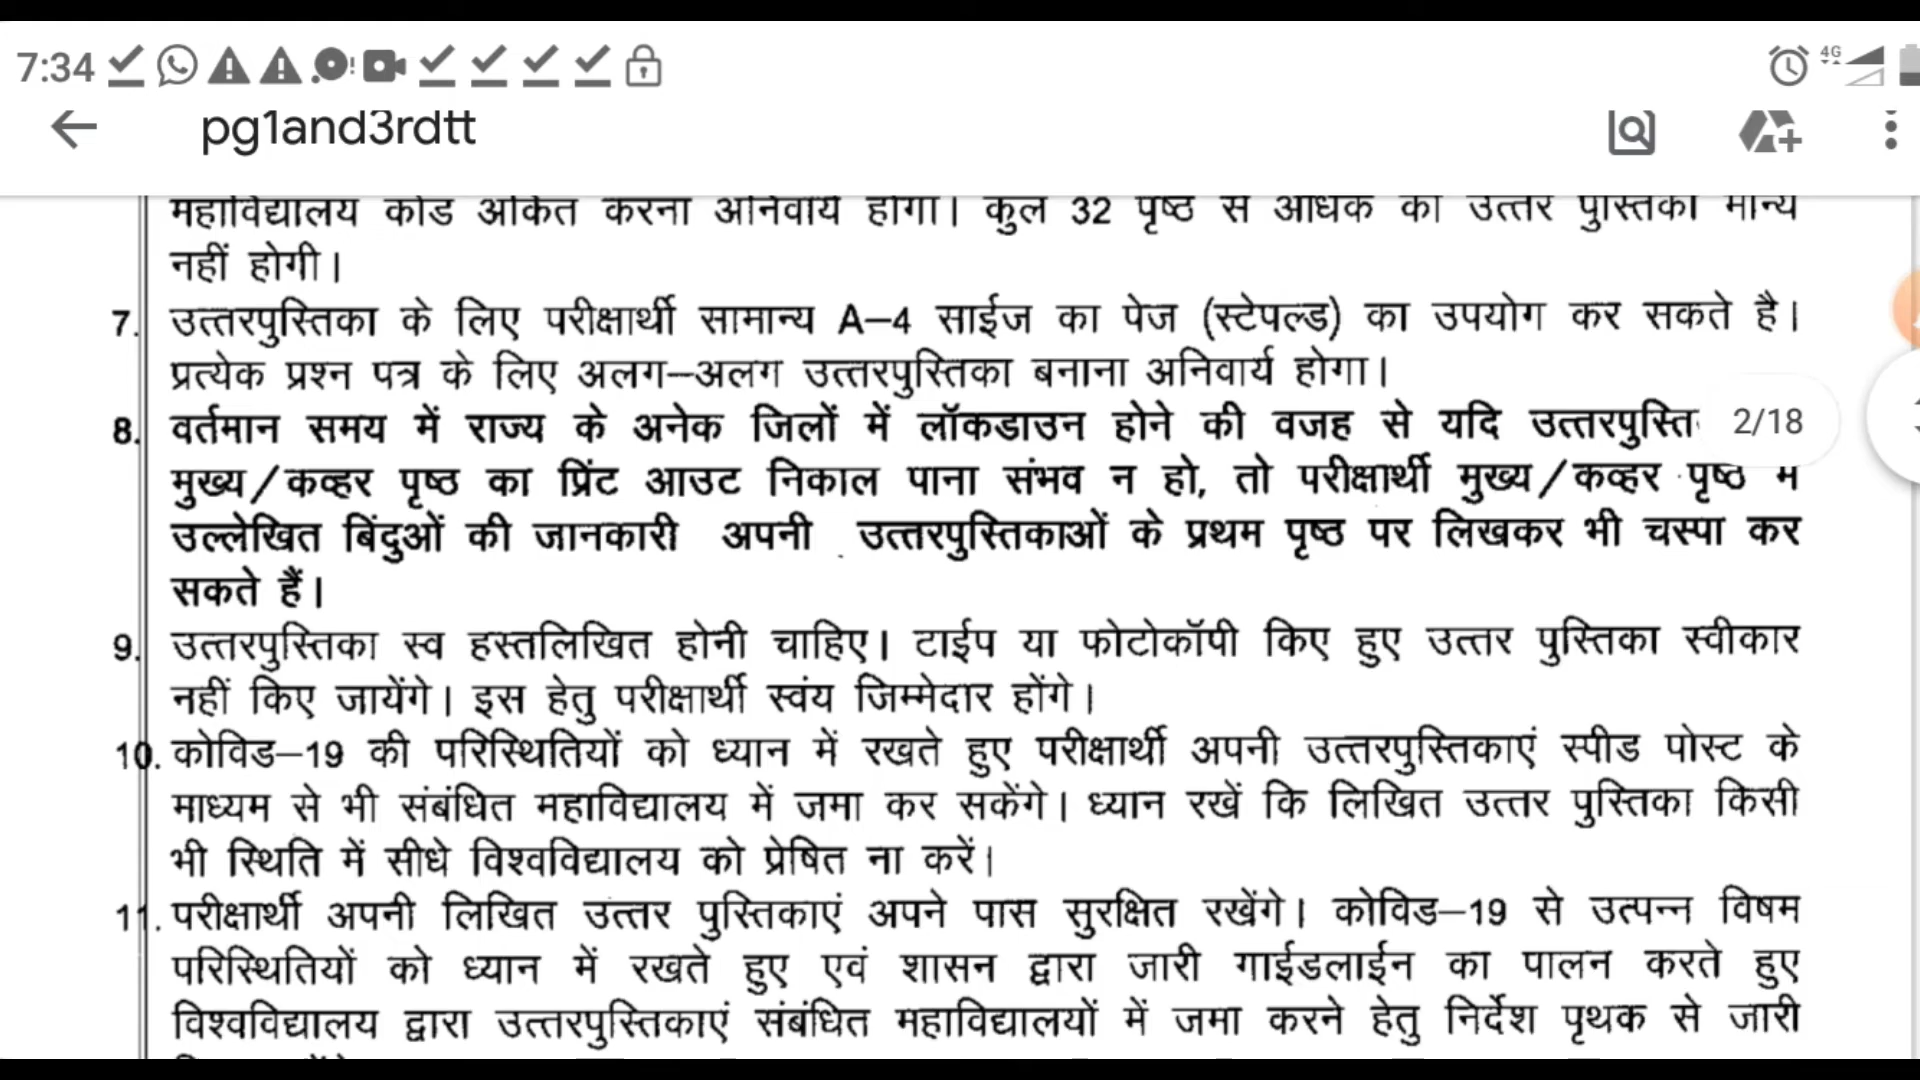 7:34
4G
pg1and3rdtt
महाविद्यालय कोड अंकित करना अनिवार्य होगा। कुल 32 पृष्ठ से अधिक की उत्तर पुस्तिका मान्य
नहीं होगी।
7. उत्तरपुस्तिका के लिए परीक्षार्थी सामान्य A–4 साईज का पेज (स्टेपल्ड) का उपयोग कर सकते है।
प्रत्येक प्रश्न पत्र के लिए अलग–अलग उत्तरपुस्तिका बनाना अनिवार्य होगा।
8. वर्तमान समय में राज्य के अनेक जिलों में लॉकडाउन होने की वजह से यदि उत्तरपुस्ति
2/18
मुख्य/कव्हर पृष्ठ का प्रिंट आउट निकाल पाना संभव न हो, तो परीक्षार्थी मुख्य/कव्हर पृष्ठ में
उल्लेखित बिंदुओं की जानकारी अपनी उत्तरपुस्तिकाओं के प्रथम पृष्ठ पर लिखकर भी चस्पा कर
सकते हैं।
9. उत्तरपुस्तिका स्व हस्तलिखित होनी चाहिए। टाईप या फोटोकॉपी किए हुए उत्तर पुस्तिका स्वीकार
नहीं किए जायेंगे। इस हेतु परीक्षार्थी स्वंय जिम्मेदार होंगे।
10. कोविड–19 की परिस्थितियों को ध्यान में रखते हुए परीक्षार्थी अपनी उत्तरपुस्तिकाएं स्पीड पोस्ट के
माध्यम से भी संबंधित महाविद्यालय में जमा कर सकेंगे। ध्यान रखें कि लिखित उत्तर पुस्तिका किसी
भी स्थिति में सीधे विश्वविद्यालय को प्रेषित ना करें।
11. परीक्षार्थी अपनी लिखित उत्तर पुस्तिकाएं अपने पास सुरक्षित रखेंगे। कोविड–19 से उत्पन्न विषम
परिस्थितियों को ध्यान में रखते हुए एवं शासन द्वारा जारी गाईडलाईन का पालन करते हुए
विश्वविद्यालय द्वारा उत्तरपुस्तिकाएं संबंधित महाविद्यालयों में जमा करने हेतु निर्देश पृथक से जारी